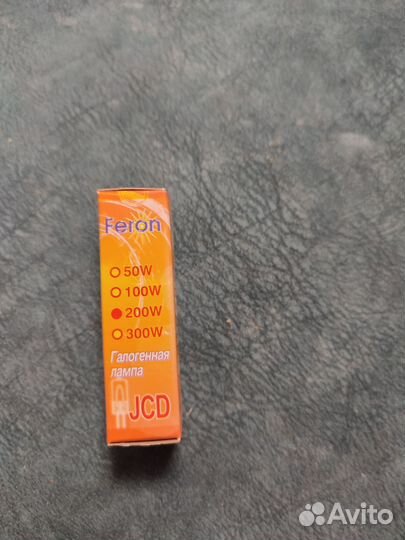 Feron
50W
100W
200W
300W
Галогенная
лампа
JCD
Avito